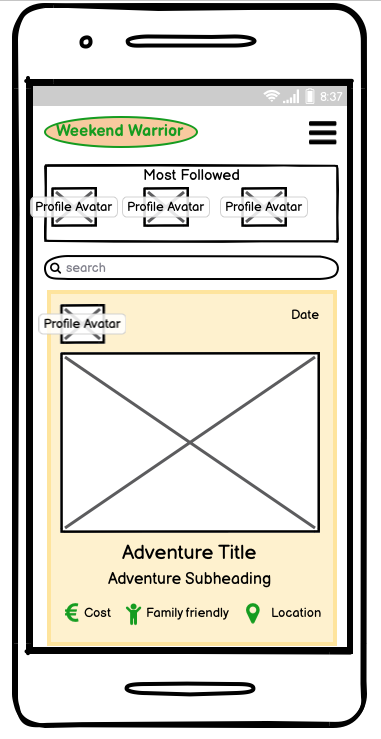 8:37
Weekend Warrior
Most Followed
Profile Avatar Profile Avatar Profile Avatar
search
Profile Avatar
Date
Adventure Title
Adventure Subheading
€ Cost Family friendly Location